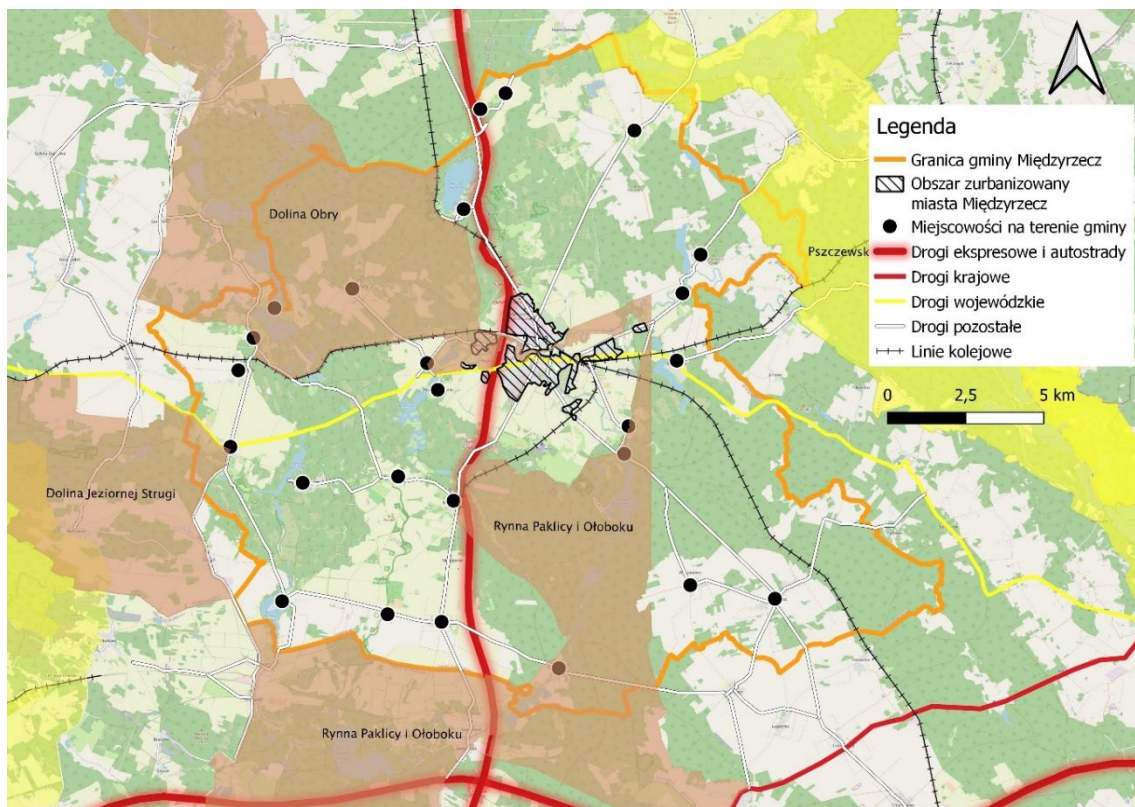 Legenda
Granica gminy Międzyrzecz
Obszar zurbanizowany
miasta Międzyrzecz
Miejscowości na terenie gminy
Drogi ekspresowe i autostrady
Drogi krajowe
Drogi wojewódzkie
Drogi pozostałe
Linie kolejowe
0 2,5 5 km
Dolina Obry
Pszczewsk
Dolina Jeziornej Strugi
Rynna Paklicy i Ołoboku
Rynna Paklicy i Ołoboku